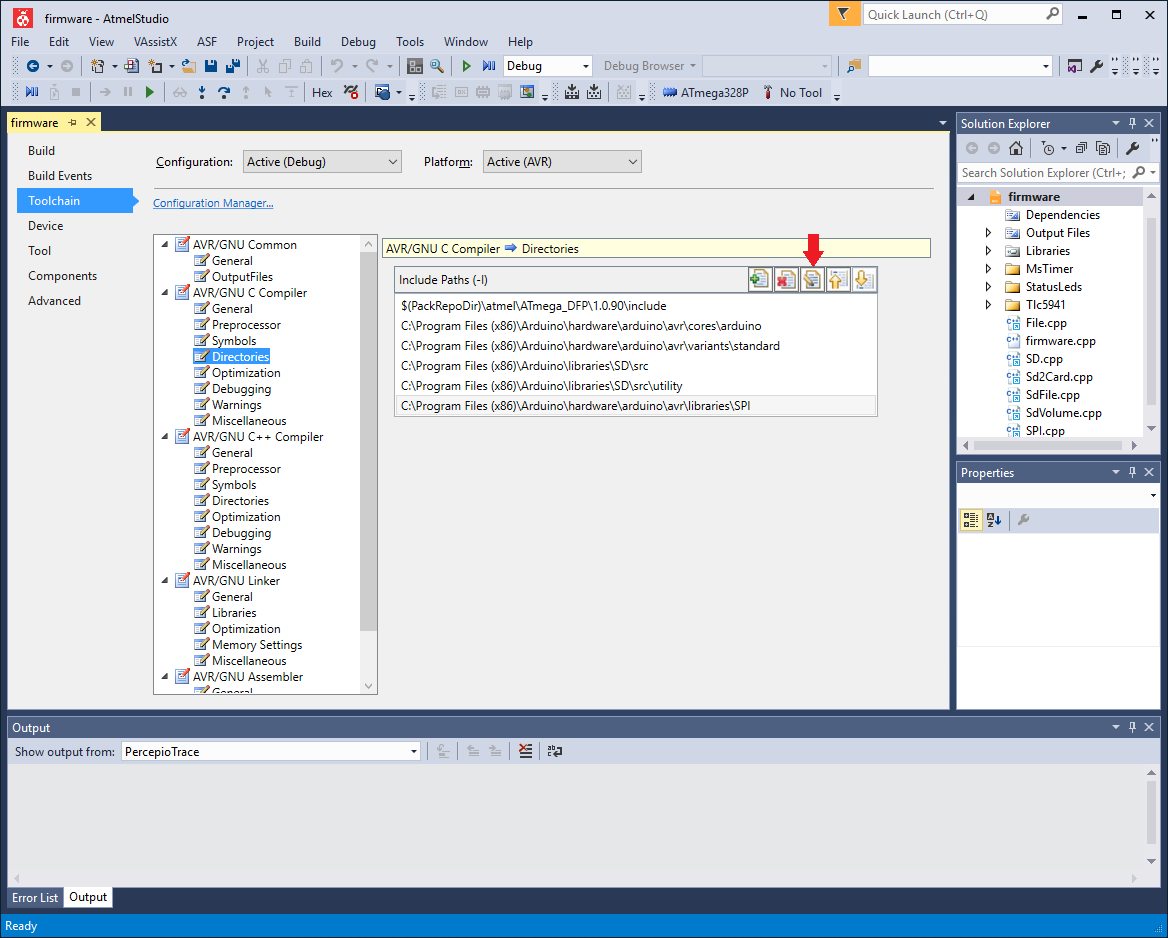 firmware - AtmelStudio
Quick Launch (Ctrl+Q)
File Edit View VAssistX ASF Project Build Debug Tools Window Help
Debug Debug Browser
Hex ATmega328P No Tool
firmware
Build
Build Events
Toolchain
Device
Tool
Components
Advanced
Configuration: Active (Debug) Platform: Active (AVR)
Configuration Manager...
AVR/GNU Common
General
OutputFiles
AVR/GNU C Compiler
General
Preprocessor
Symbols
Directories
Optimization
Debugging
Warnings
Miscellaneous
AVR/GNU C++ Compiler
General
Preprocessor
Symbols
Directories
Optimization
Debugging
Warnings
Miscellaneous
AVR/GNU Linker
General
Libraries
Optimization
Memory Settings
Miscellaneous
AVR/GNU Assembler
General
AVR/GNU C Compiler Directories
Include Paths (-I)
$(PackRepoDir)\atmel\ATmega_DFP\1.0.90\include
C:\Program Files (x86)\Arduino\hardware\arduino\avr\cores\arduino
C:\Program Files (x86)\Arduino\hardware\arduino\avr\variants\standard
C:\Program Files (x86)\Arduino\libraries\SD\src
C:\Program Files (x86)\Arduino\libraries\SD\src\utility
C:\Program Files (x86)\Arduino\hardware\arduino\avr\libraries\SPI
Solution Explorer
Search Solution Explorer (Ctrl+;
firmware
Dependencies
Output Files
Libraries
MsTimer
StatusLeds
Tlc5941
File.cpp
firmware.cpp
SD.cpp
Sd2Card.cpp
SdFile.cpp
SdVolume.cpp
SPI.cpp
Properties
Output
Show output from: PercepioTrace
Error List Output
Ready